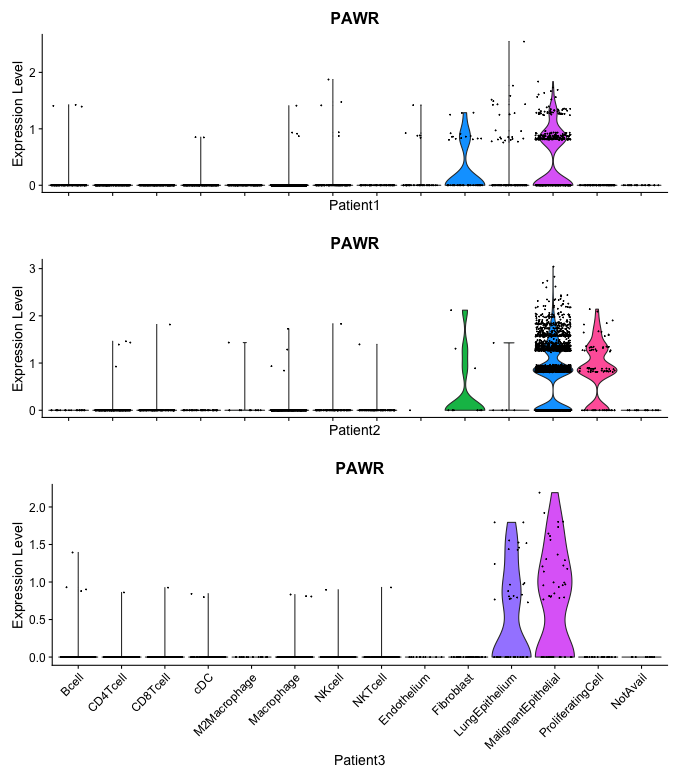 PAWR
Expression Level
2
1
0
Patient1
PAWR
Expression Level
3
2
1
0
Patient2
PAWR
Expression Level
2.0
1.5
1.0
0.5
0.0
Bcell
CD4Tcell
CD8Tcell
cDC
M2Macrophage
Macrophage
NKcell
NKTcell
Endothelium
Fibroblast
LungEpithelium
MalignantEpithelial
ProliferatingCell
NotAvail
Patient3